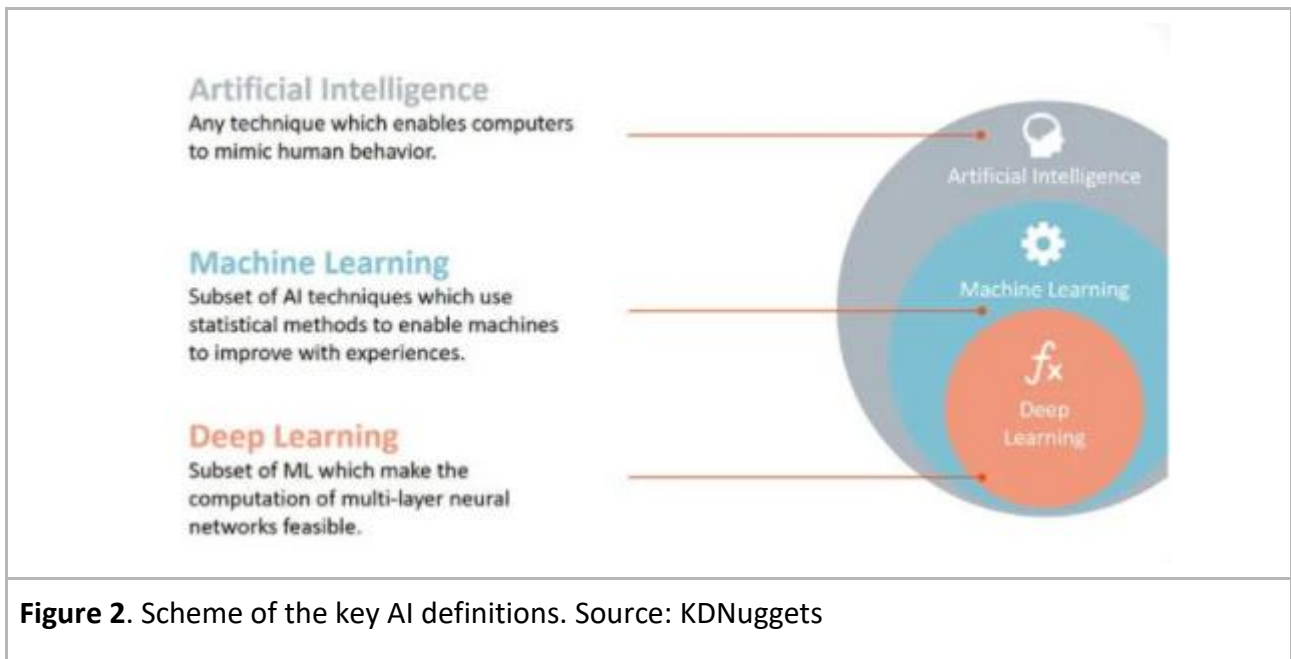 Artificial Intelligence
Any technique which enables computers
to mimic human behavior.
Machine Learning
Subset of AI techniques which use
statistical methods to enable machines
to improve with experiences.
Deep Learning
Subset of ML which make the
computation of multi-layer neural
networks feasible.
Artificial Intelligence
Machine Learning
fx
Deep
Learning
Figure 2. Scheme of the key AI definitions. Source: KDNuggets